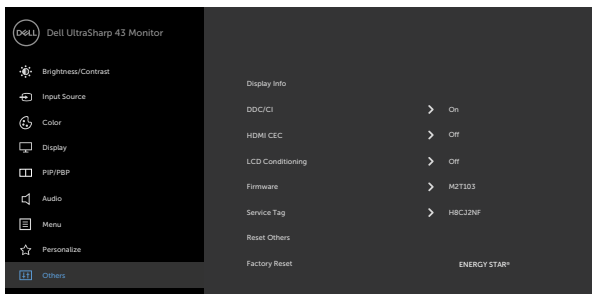 DELL
Dell UltraSharp 43 Monitor
Brightness/Contrast
Input Source
Color
Display
PIP/PBP
Audio
Menu
Personalize
Others
Display Info
DDC/CI > On
HDMI CEC > Off
LCD Conditioning > Off
Firmware > M2T103
Service Tag > H8CJ2NF
Reset Others
Factory Reset ENERGY STAR®